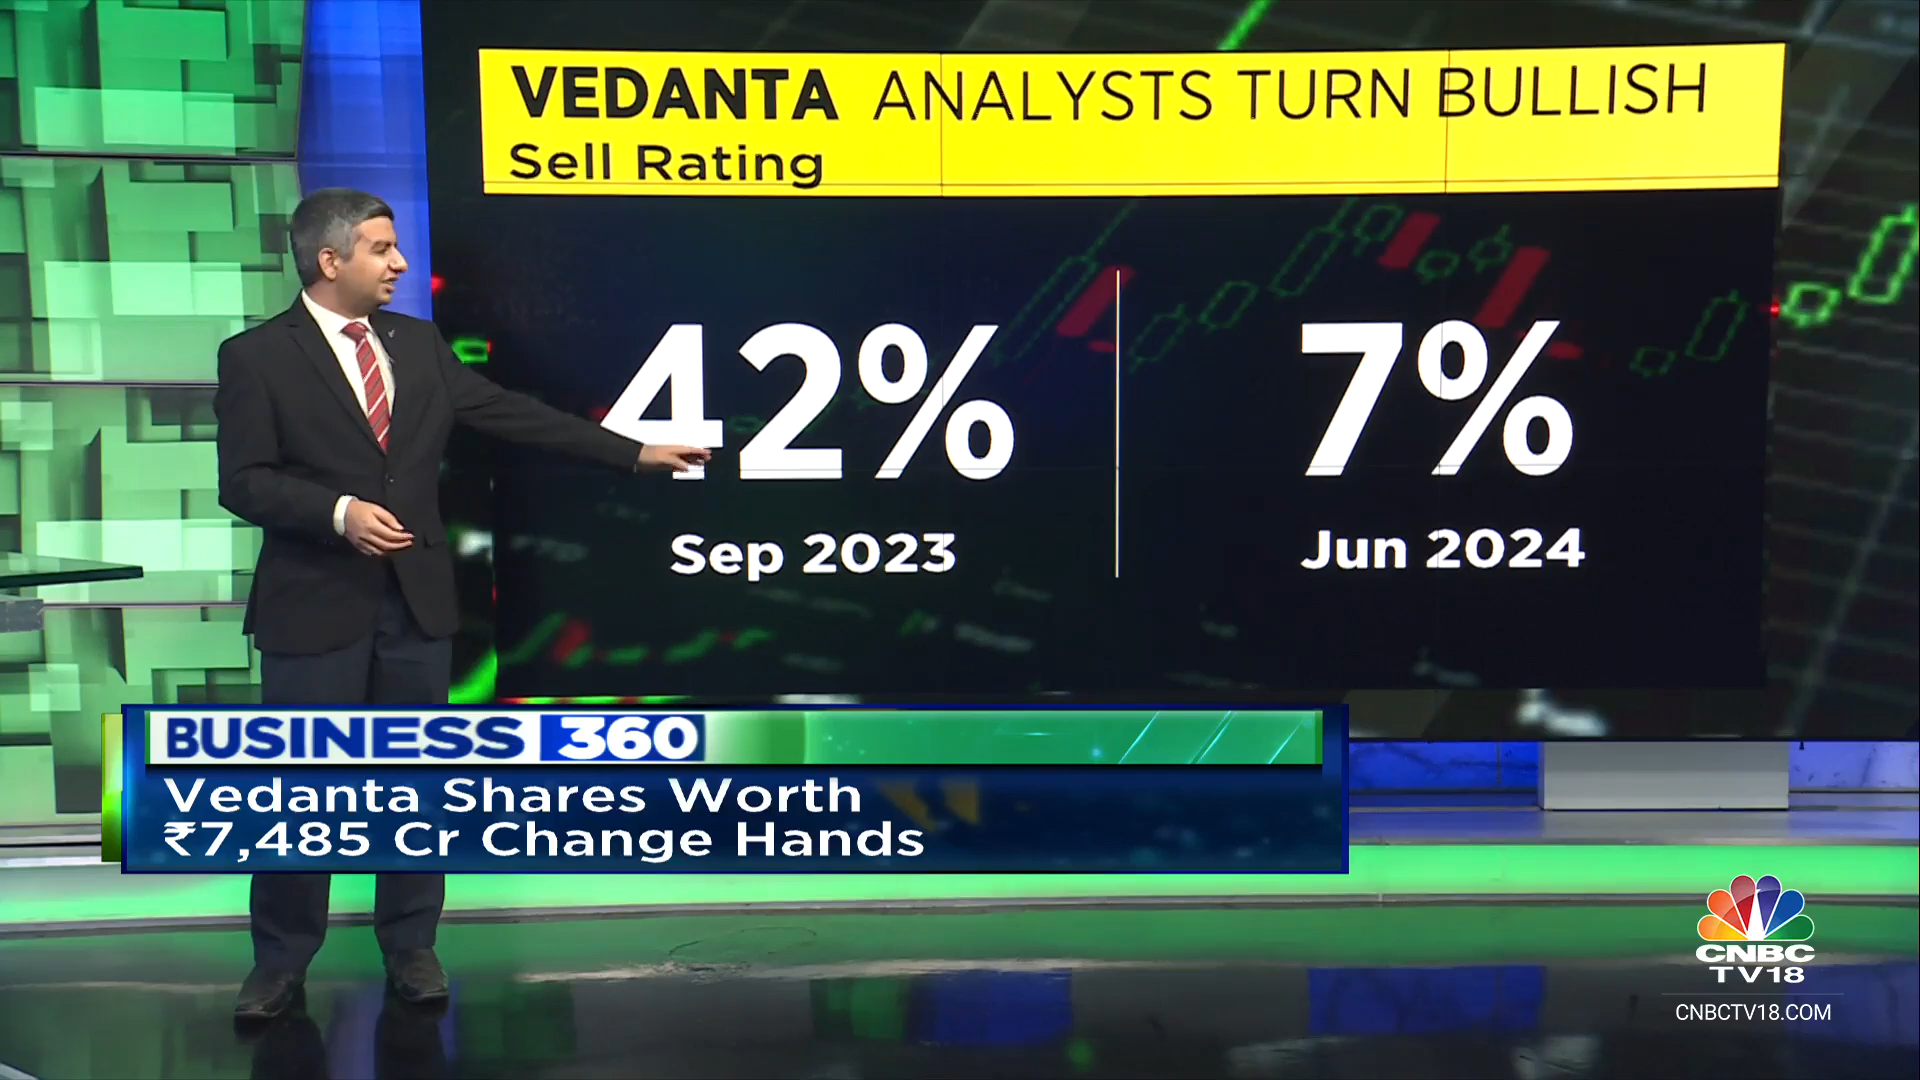 VEDANTA ANALYSTS TURN BULLISH
Sell Rating
42%
Sep 2023
7%
Jun 2024
BUSINESS 360
Vedanta Shares Worth
₹7,485 Cr Change Hands
CNBC
TV18
CNBCTV18.COM